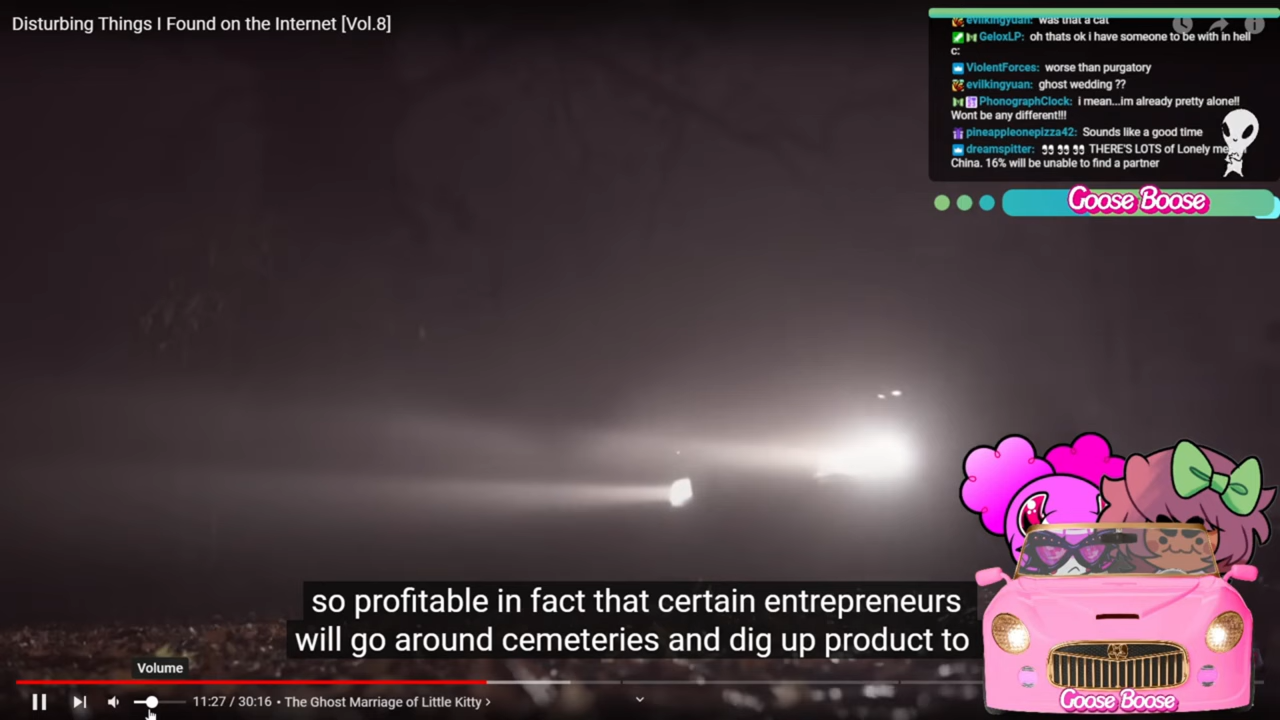 Disturbing Things I Found on the Internet [Vol.8]
evilkingyuan: was that a cat
GeloxLP: oh thats ok i have someone to be with in hell
c:
ViolentForces: worse than purgatory
evilkingyuan: ghost wedding ??
PhonographClock: i mean...im already pretty alone!!
Wont be any different!!!
pineappleonepizza42: Sounds like a good time
dreamspitter: 👀 👀 👀 THERE'S LOTS of Lonely
China. 16% will be unable to find a partner
Goose Boose
so profitable in fact that certain entrepreneurs
will go around cemeteries and dig up product to
Volume
11:27 / 30:16 • The Ghost Marriage of Little Kitty >
Goose Boose